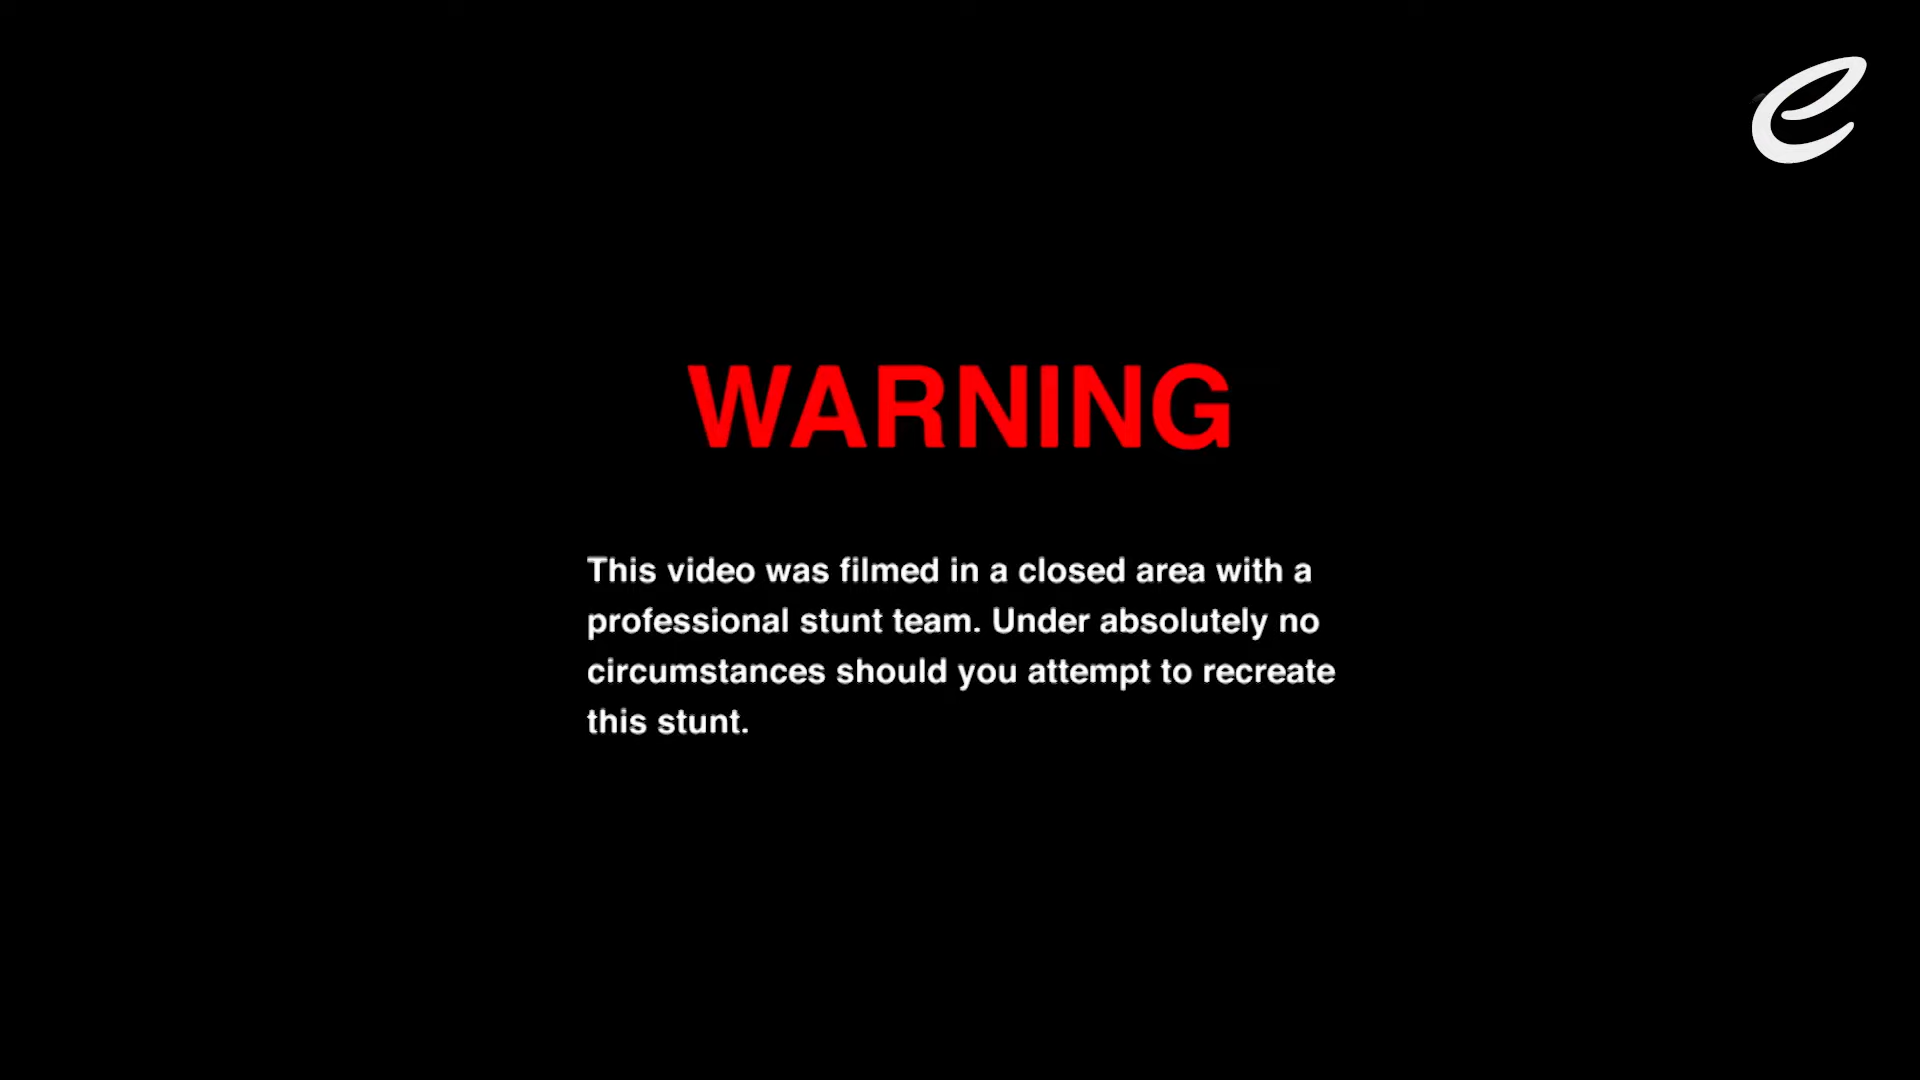 e
WARNING
This video was filmed in a closed area with a
professional stunt team. Under absolutely no
circumstances should you attempt to recreate
this stunt.